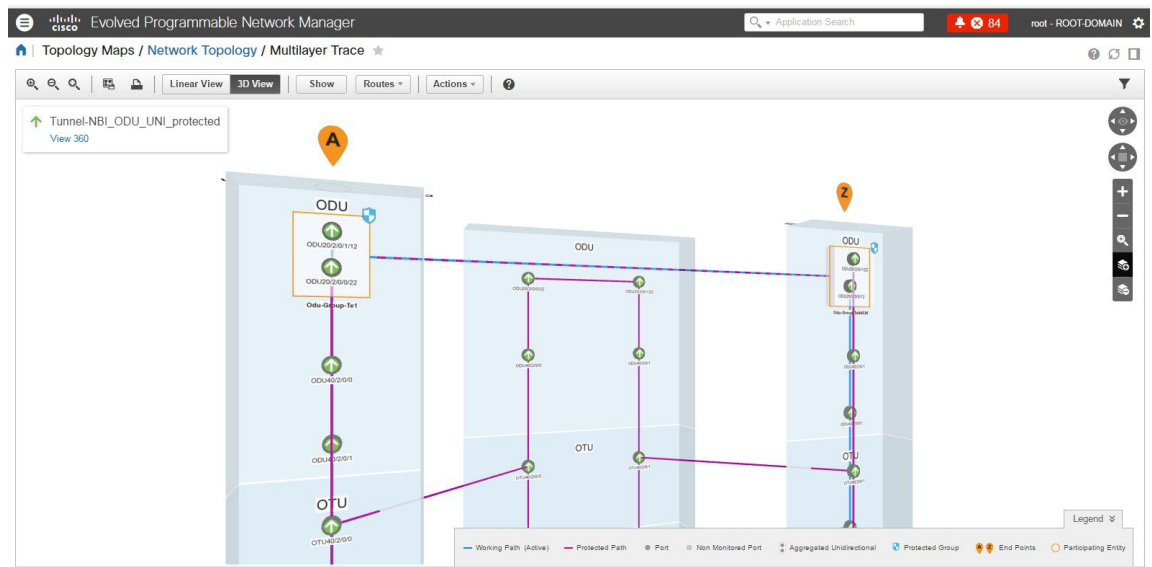 cisco Evolved Programmable Network Manager
Application Search
84
root - ROOT-DOMAIN
Topology Maps / Network Topology / Multilayer Trace
Linear View 3D View Show Routes Actions
Tunnel-NBI_ODU_UNI_protected
View 360
A
Z
ODU
ODU20/2/0/1/12
ODU20/2/0/0/22
Odu-Group-Te1
ODU40/2/0/0
ODU40/2/0/1
OTU
OTU40/2/0/0
ODU
OTU
ODU
OTU
Legend
Working Path (Active) Protected Path Port Non Monitored Port Aggregated Unidirectional Protected Group A Z End Points Participating Entity